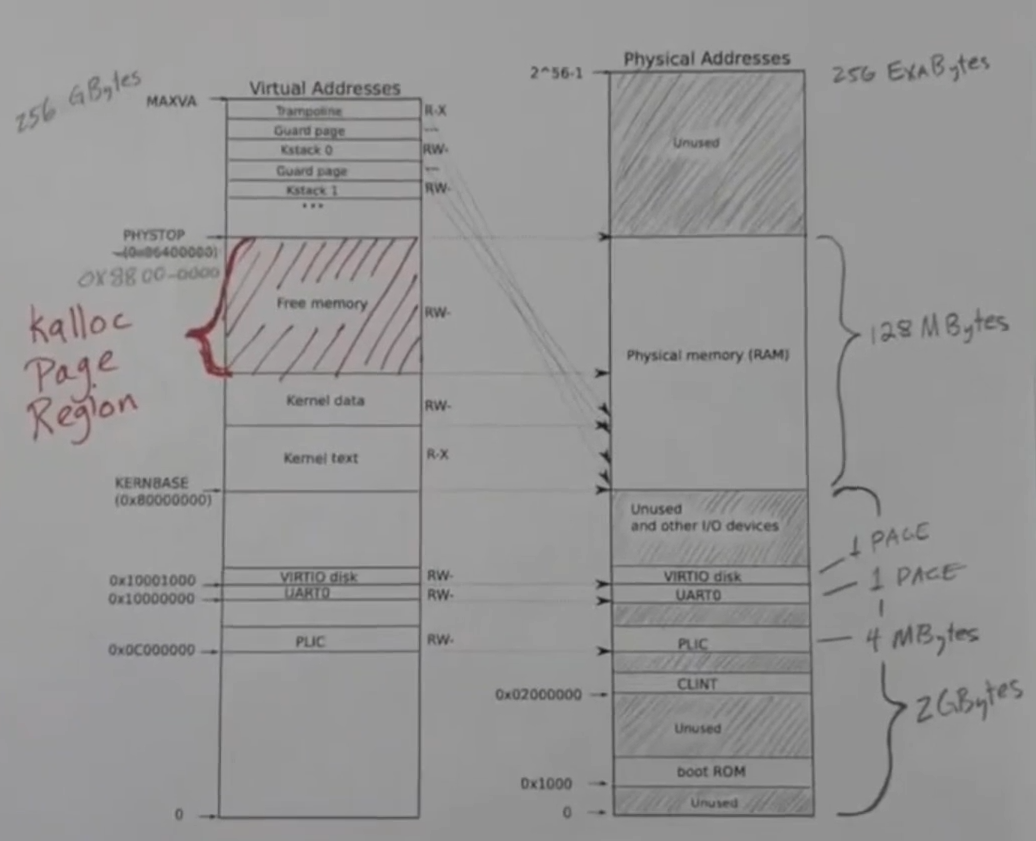 256 GBytes
MAXVA
Virtual Addresses
Trampoline
R-X
Guard page
---
Kstack 0
RW-
Guard page
---
Kstack 1
RW-
...
PHYSTOP
(0x86400000)
0x8800-0000
Free memory
RW-
Kalloc
Page
Region
Kernel data
RW-
Kernel text
R-X
KERNBASE
(0x80000000)
0x10001000
VIRTIO disk
RW-
0x10000000
UART0
RW-
0x0C000000
PLIC
RW-
0
Physical Addresses
2^56-1
256 ExaBytes
Unused
Physical memory (RAM)
128 MBytes
Unused
and other I/O devices
VIRTIO disk
1 PAGE
UART0
1 PAGE
PLIC
4 MBytes
CLINT
0x02000000
Unused
2GBytes
boot ROM
0x1000
Unused
0